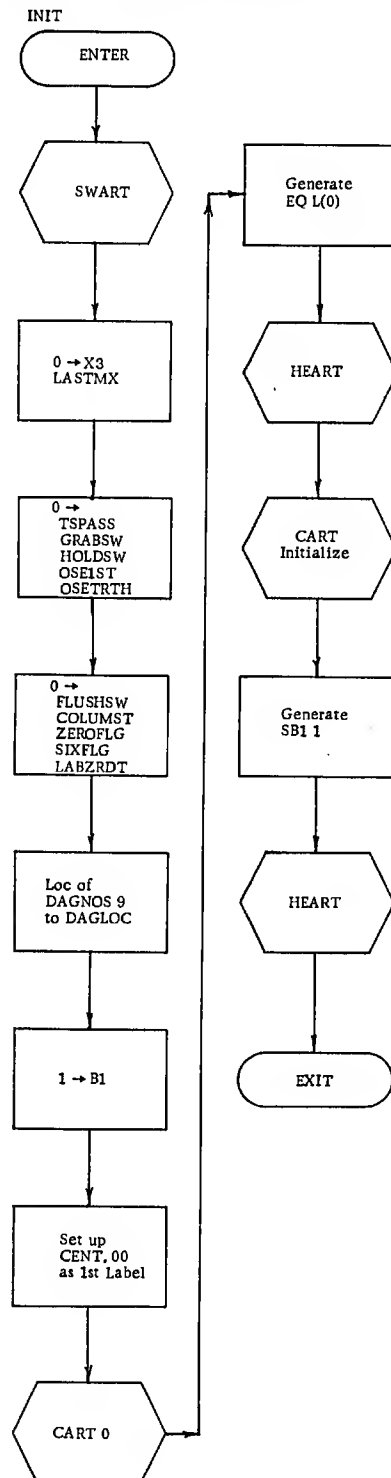 INIT
ENTER
SWART
0 → X3
LASTMX
0 →
TSPASS
GRABSW
HOLDSW
OSE1ST
OSETRTH
0 →
FLUSHSW
COLUMST
ZEROFLG
SIXFLG
LABZRDT
Loc of
DAGNOS 9
to DAGLOC
1 → B1
Set up
CENT. 00
as 1st Label
CART 0
Generate
EQ L(0)
HEART
CART
Initialize
Generate
SB1 1
HEART
EXIT